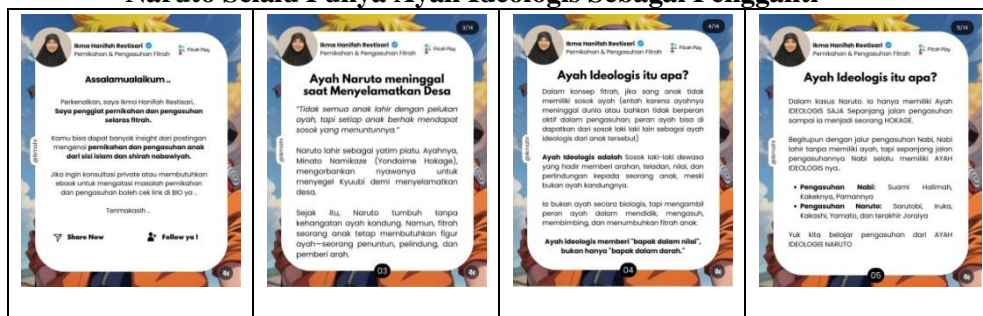 Naruto Selalu Punya Ayah Ideologis Sebagai Pengganti
Ikma Hanifah Restisari
Pernikahan & Pengasuhan Fitrah
Fitrah Play
Assalamualaikum ..
Perkenalkan, saya Ikma Hanifah Restisari..
Saya penggiat pernikahan dan pengasuhan
selaras fitrah.
Kamu bisa dapat banyak insight dari postingan
mengenai pernikahan dan pengasuhan anak
dari sisi islam dan shirah nabawiyah.
Jika ingin konsultasi private atau membutuhkan
ebook untuk mengatasi masalah pernikahan
dan pengasuhan boleh cek link di BIO ya ..
Terimakasih ..
Share Now
Follow ya !
3/14
Ikma Hanifah Restisari
Pernikahan & Pengasuhan Fitrah
Fitrah Play
Ayah Naruto meninggal
saat Menyelamatkan Desa
"Tidak semua anak lahir dengan pelukan
ayah, tapi setiap anak berhak mendapat
sosok yang menuntunnya."
Naruto lahir sebagai yatim piatu. Ayahnya,
Minato Namikaze (Yondaime Hokage),
mengorbankan nyawanya untuk
menyegel Kyuubi demi menyelamatkan
desa.
Sejak itu, Naruto tumbuh tanpa
kehangatan ayah kandung. Namun, fitrah
seorang anak tetap membutuhkan figur
ayah—seorang penuntun, pelindung, dan
pemberi arah.
03
4/14
Ikma Hanifah Restisari
Pernikahan & Pengasuhan Fitrah
Fitrah Play
Ayah Ideologis itu apa?
Dalam konsep fitrah, jika sang anak tidak
memiliki sosok ayah (entah karena ayahnya
meninggal dunia atau bahkan tidak berperan
aktif dalam pengasuhan, peran ayah bisa di
dapatkan dari sosok laki laki lain sebagai ayah
ideologis dari anak tersebut)
Ayah Ideologis adalah Sosok laki-laki dewasa
yang hadir memberi arahan, teladan, nilai, dan
perlindungan kepada seorang anak, meski
bukan ayah kandungnya.
Ia bukan ayah secara biologis, tapi mengambil
peran ayah dalam mendidik, mengasuh,
membimbing, dan menumbuhkan fitrah anak.
Ayah ideologis memberi "bapak dalam nilai",
bukan hanya "bapak dalam darah."
04
5/14
Ikma Hanifah Restisari
Pernikahan & Pengasuhan Fitrah
Fitrah Play
Ayah Ideologis itu apa?
Dalam kasus Naruto. Ia hanya memiliki Ayah
IDEOLOGIS SAJA Sepanjang jalan pengasuhan
sampai ia menjadi seorang HOKAGE.
Begitupun dengan jalur pengasuhan Nabi, Nabi
lahir tanpa memiliki ayah, tapi sepanjang jalan
pengasuhannya Nabi selalu memiliki AYAH
IDEOLOGIS nya..
• Pengasuhan Nabi: Suami Halimah,
Kakeknya, Pamannya
• Pengasuhan Naruto: Sarutobi, Iruka,
Kakashi, Yamato, dan terakhir Joraiya
Yuk kita belajar pengasuhan dari AYAH
IDEOLOGIS NARUTO
05